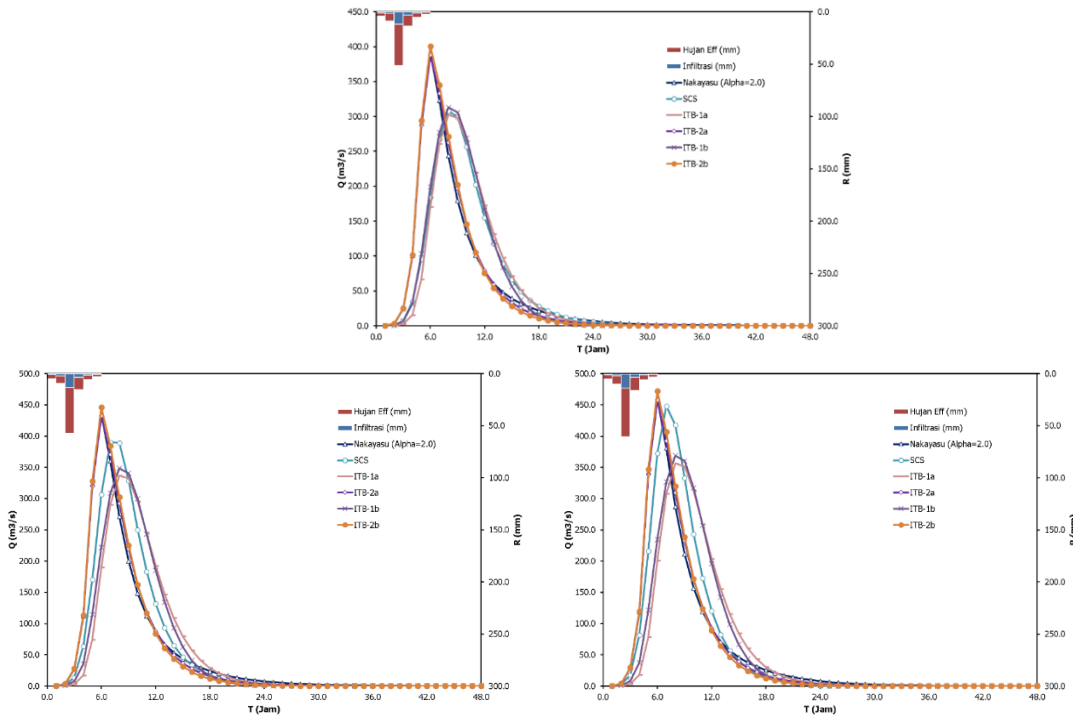 450.0
400.0
350.0
300.0
250.0
200.0
150.0
100.0
50.0
0.0
Q (m3/s)
0.0
50.0
100.0
150.0
200.0
250.0
300.0
R (mm)
Hujan Eff (mm)
Infiltrasi (mm)
Nakayasu (Alpha=2.0)
SCS
ITB-1a
ITB-2a
ITB-1b
ITB-2b
0.0 6.0 12.0 18.0 24.0 30.0 36.0 42.0 48.0
T (Jam)
500.0
450.0
400.0
350.0
300.0
250.0
200.0
150.0
100.0
50.0
0.0
Q (m3/s)
0.0
50.0
100.0
150.0
200.0
250.0
300.0
R (mm)
Hujan Eff (mm)
Infiltrasi (mm)
Nakayasu (Alpha=2.0)
SCS
ITB-1a
ITB-2a
ITB-1b
ITB-2b
0.0 6.0 12.0 18.0 24.0 30.0 36.0 42.0 48.0
T (Jam)
500.0
450.0
400.0
350.0
300.0
250.0
200.0
150.0
100.0
50.0
0.0
Q (m3/s)
0.0
50.0
100.0
150.0
200.0
250.0
300.0
R (mm)
Hujan Eff (mm)
Infiltrasi (mm)
Nakayasu (Alpha=2.0)
SCS
ITB-1a
ITB-2a
ITB-1b
ITB-2b
0.0 6.0 12.0 18.0 24.0 30.0 36.0 42.0 48.0
T (Jam)